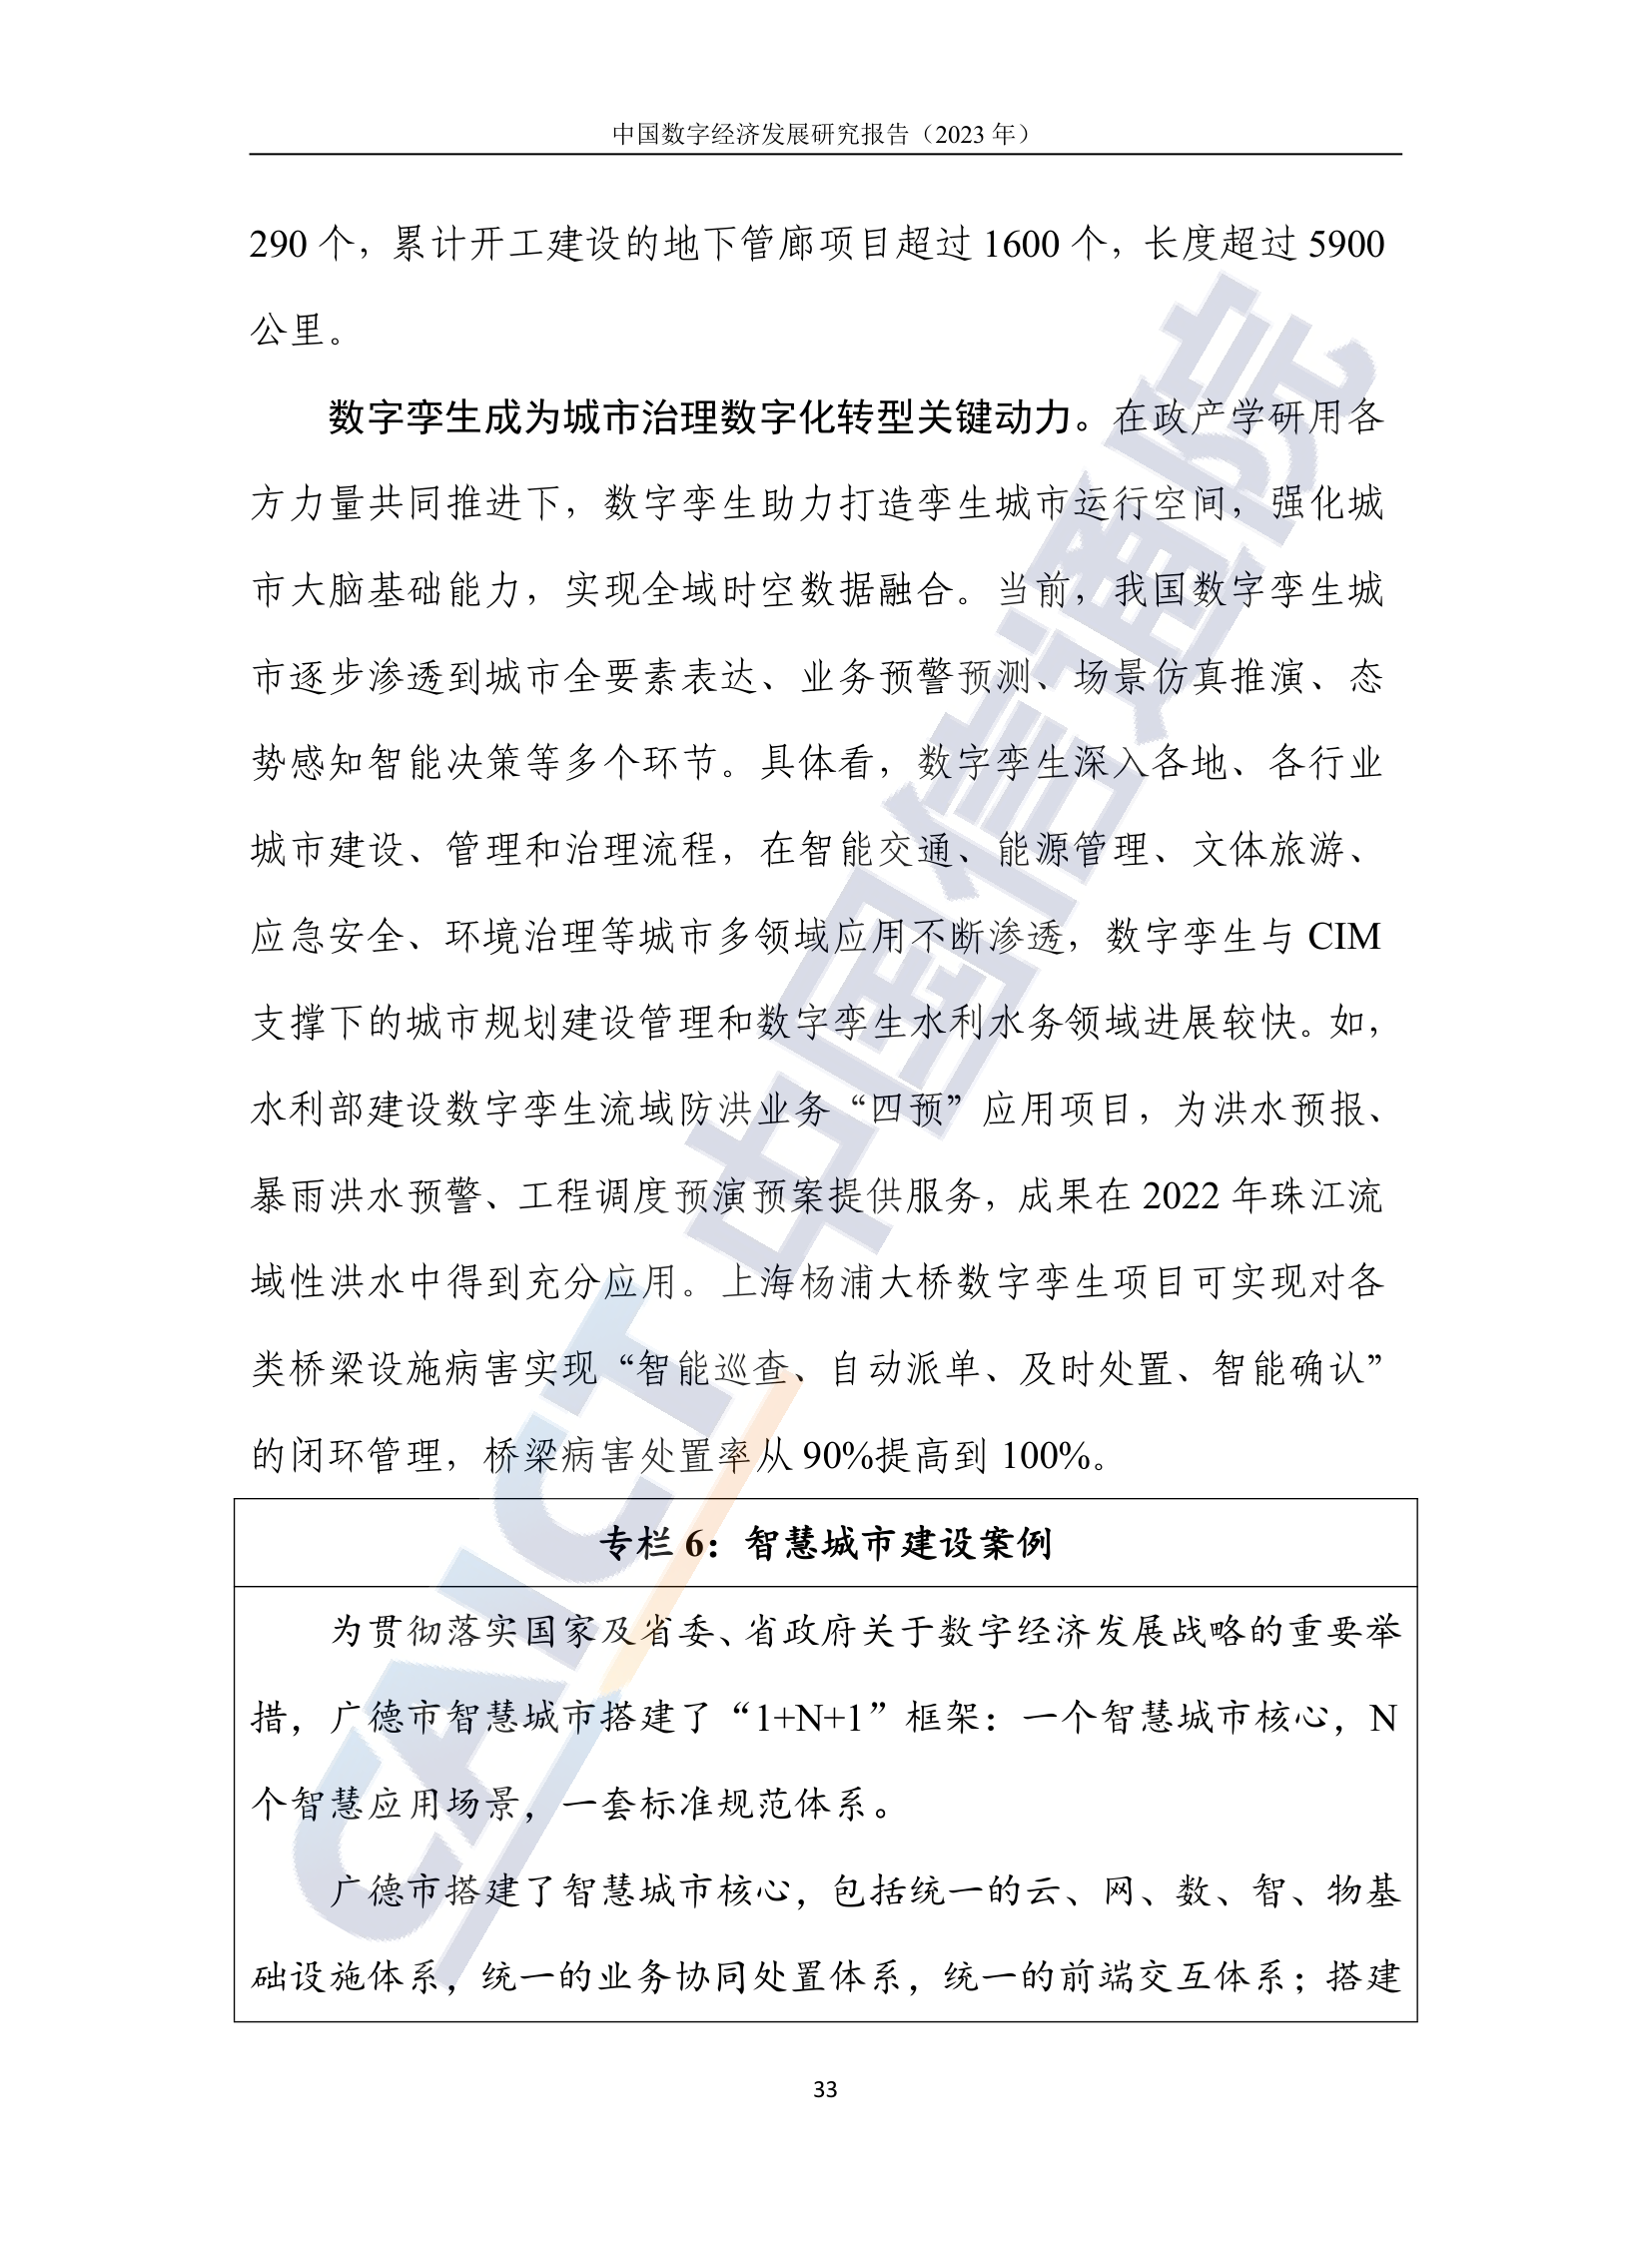 中国数字经济发展研究报告（2023 年）
290 个，累计开工建设的地下管廊项目超过 1600 个，长度超过 5900
公里。
数字孪生成为城市治理数字化转型关键动力。在政产学研用各
方力量共同推进下，数字孪生助力打造孪生城市运行空间，强化城
市大脑基础能力，实现全域时空数据融合。当前，我国数字孪生城
市逐步渗透到城市全要素表达、业务预警预测、场景仿真推演、态
势感知智能决策等多个环节。具体看，数字孪生深入各地、各行业
城市建设、管理和治理流程，在智能交通、能源管理、文体旅游、
应急安全、环境治理等城市多领域应用不断渗透，数字孪生与 CIM
支撑下的城市规划建设管理和数字孪生水利水务领域进展较快。如，
水利部建设数字孪生流域防洪业务“四预”应用项目，为洪水预报、
暴雨洪水预警、工程调度预演预案提供服务，成果在 2022 年珠江流
域性洪水中得到充分应用。上海杨浦大桥数字孪生项目可实现对各
类桥梁设施病害实现“智能巡查、自动派单、及时处置、智能确认”
的闭环管理，桥梁病害处置率从 90%提高到 100%。
专栏 6：智慧城市建设案例
为贯彻落实国家及省委、省政府关于数字经济发展战略的重要举
措，广德市智慧城市搭建了“1+N+1”框架：一个智慧城市核心，N
个智慧应用场景，一套标准规范体系。
广德市搭建了智慧城市核心，包括统一的云、网、数、智、物基
础设施体系，统一的业务协同处置体系，统一的前端交互体系；搭建
33
CAICT 中国信通院